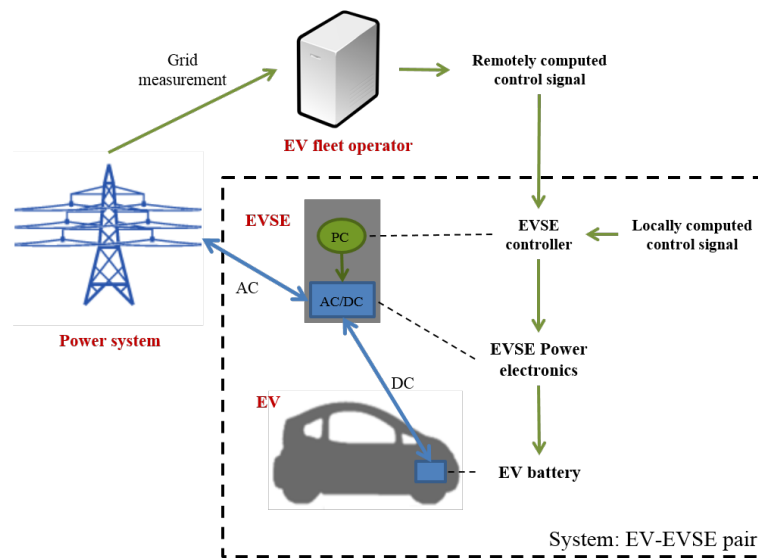 Grid
measurement
Remotely computed
control signal
EV fleet operator
EVSE
PC
EVSE
controller
Locally computed
control signal
AC
AC/DC
Power system
EVSE Power
electronics
DC
EV
EV battery
System: EV-EVSE pair